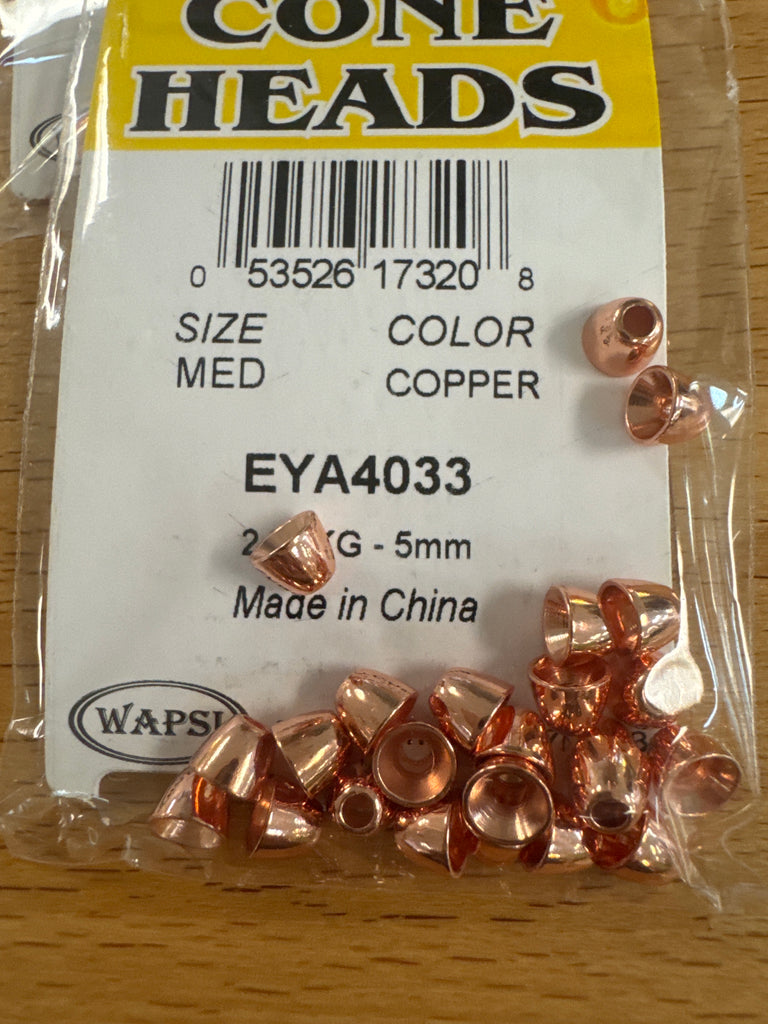 CONE
HEADS
0 53526 17320 8
SIZE COLOR
MED COPPER
EYA4033
- 5mm
Made in China
WAPSI